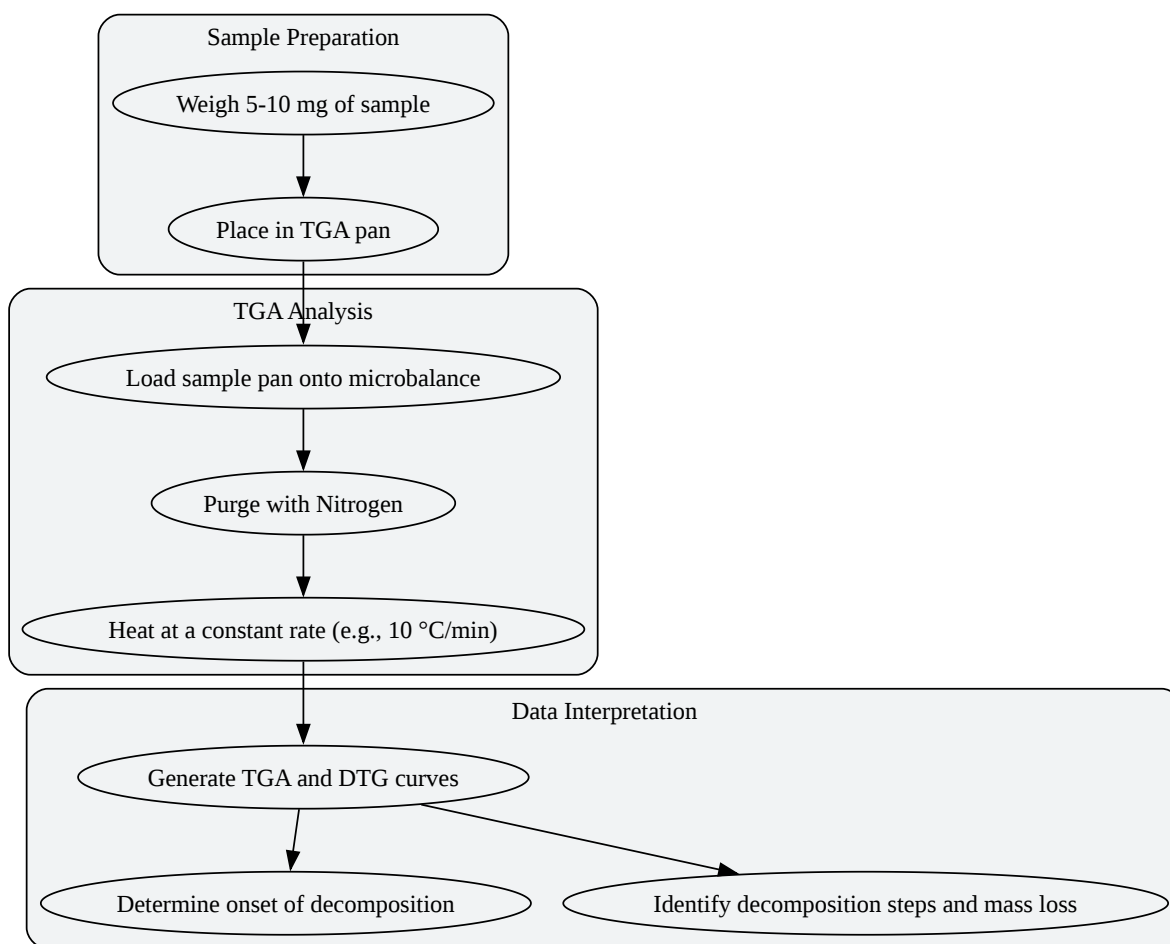 Sample Preparation
Weigh 5-10 mg of sample
Place in TGA pan
TGA Analysis
Load sample pan onto microbalance
Purge with Nitrogen
Heat at a constant rate (e.g., 10 °C/min)
Data Interpretation
Generate TGA and DTG curves
Determine onset of decomposition
Identify decomposition steps and mass loss